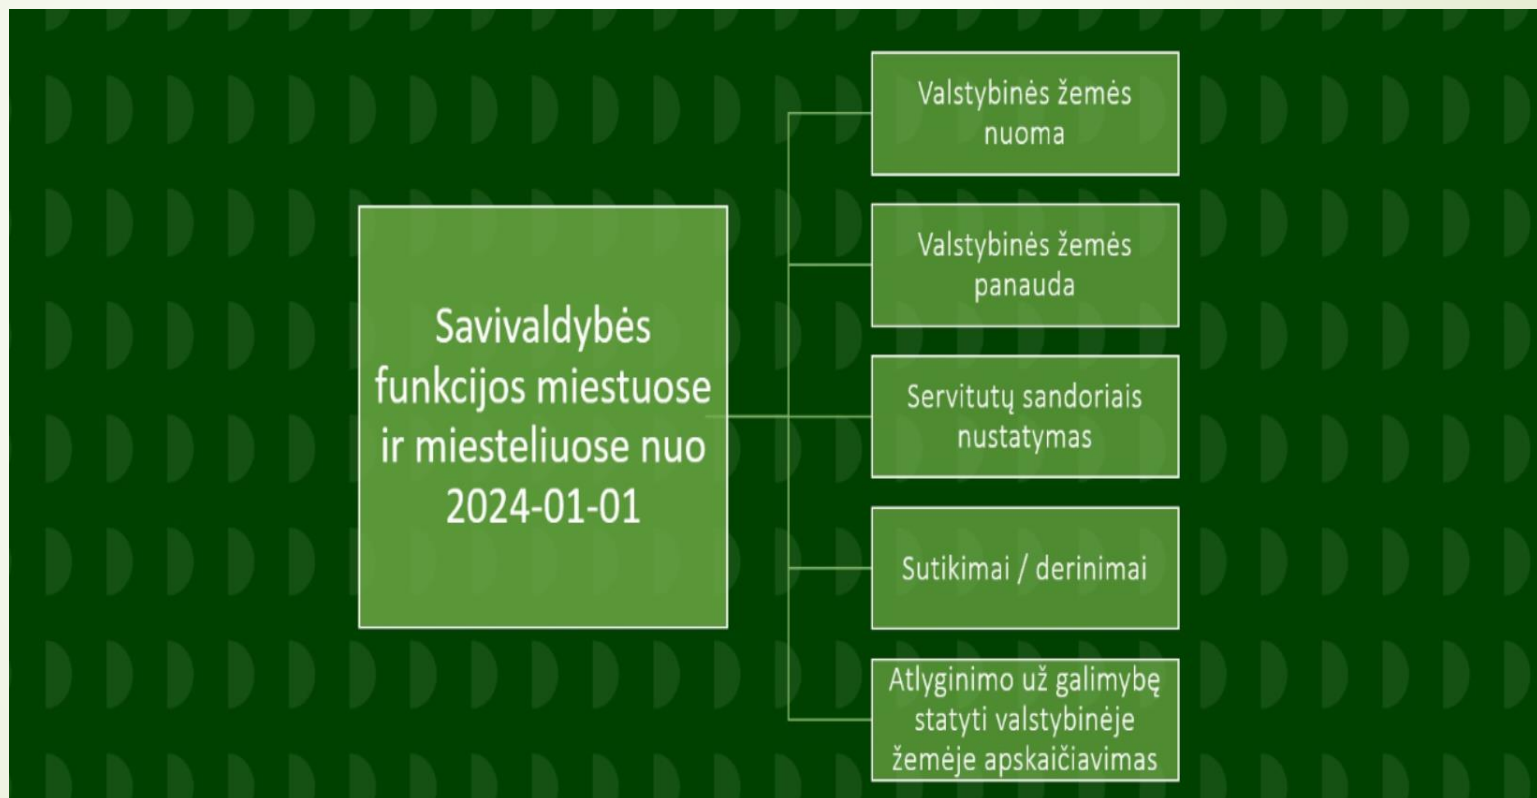 Savivaldybės
funkcijos miestuose
ir miesteliuose nuo
2024-01-01
Valstybinės žemės
nuoma
Valstybinės žemės
panauda
Servitutų sandoriais
nustatymas
Sutikimai / derinimai
Atlyginimo už galimybę
statyti valstybinėje
žemėje apskaičiavimas